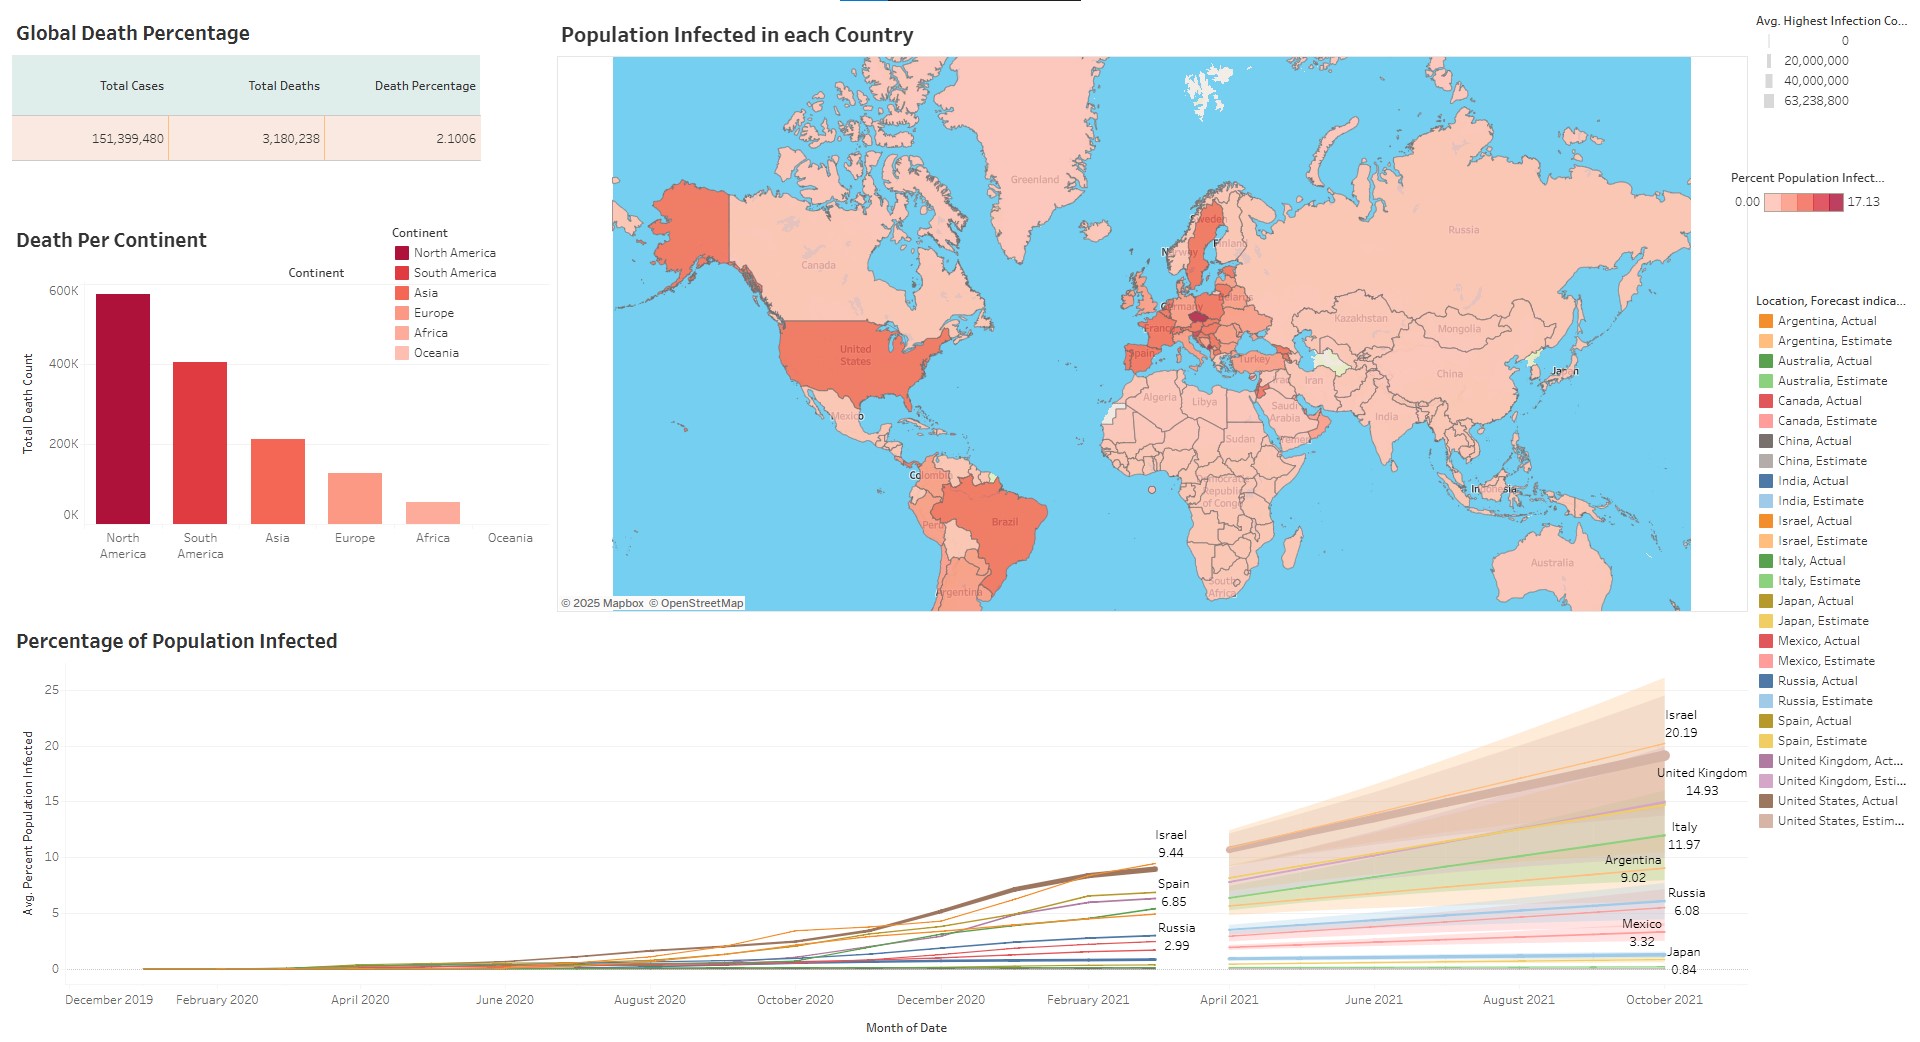 Global Death Percentage
Total Cases Total Deaths Death Percentage
151,399,480 3,180,238 2.1006
Death Per Continent
Continent
Continent
North America
South America
Asia
Europe
Africa
Oceania
Total Death Count
600K
400K
200K
0K
North
America
South
America
Asia
Europe
Africa
Oceania
Population Infected in each Country
Greenland
Canada
United
States
Mexico
Colombia
Peru
Brazil
Argentina
Sweden
Finland
Norway
Russia
Belarus
Germany
France
Spain
Turkey
Kazakhstan
Mongolia
China
Japan
Iraq
Iran
Algeria
Libya
Saudi
Arabia
India
Sudan
Yemen
Democratic
Republic
of Congo
Indonesia
South
Africa
Australia
© 2025 Mapbox © OpenStreetMap
Avg. Highest Infection Co...
0
20,000,000
40,000,000
63,238,800
Percent Population Infect...
0.00 17.13
Location, Forecast indica...
Argentina, Actual
Argentina, Estimate
Australia, Actual
Australia, Estimate
Canada, Actual
Canada, Estimate
China, Actual
China, Estimate
India, Actual
India, Estimate
Israel, Actual
Israel, Estimate
Italy, Actual
Italy, Estimate
Japan, Actual
Japan, Estimate
Mexico, Actual
Mexico, Estimate
Russia, Actual
Russia, Estimate
Spain, Actual
Spain, Estimate
United Kingdom, Act...
United Kingdom, Esti...
United States, Actual
United States, Estim...
Percentage of Population Infected
Avg. Percent Population Infected
25
20
15
10
5
0
Israel
9.44
Spain
6.85
Russia
2.99
Israel
20.19
United Kingdom
14.93
Italy
11.97
Argentina
9.02
Russia
6.08
Mexico
3.32
Japan
0.84
December 2019 February 2020 April 2020 June 2020 August 2020 October 2020 December 2020 February 2021 April 2021 June 2021 August 2021 October 2021
Month of Date